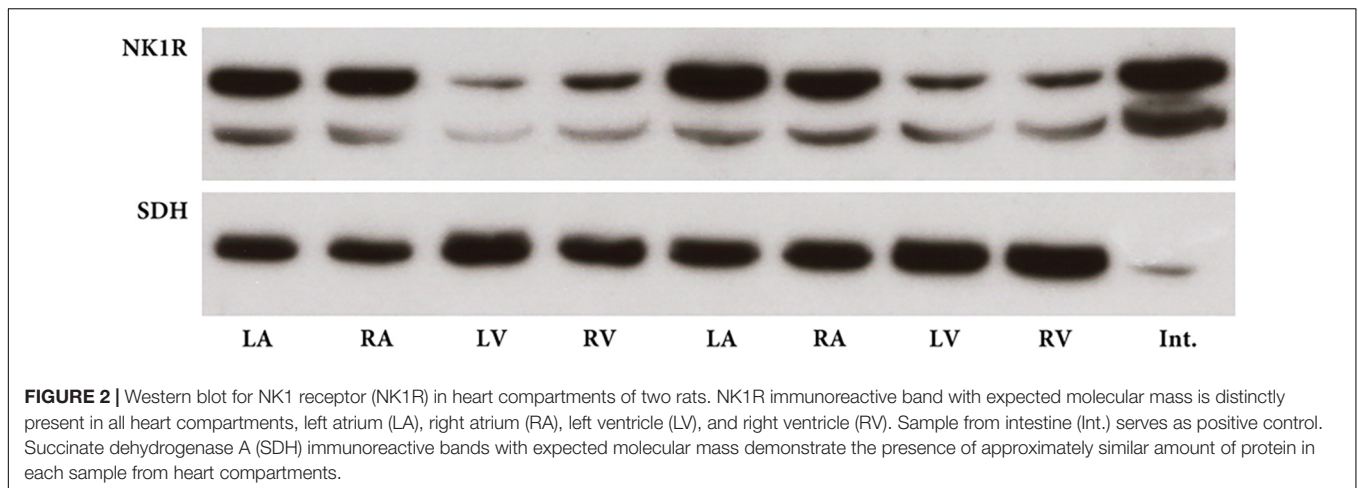 NK1R
SDH
LA RA LV RV LA RA LV RV Int.
FIGURE 2 | Western blot for NK1 receptor (NK1R) in heart compartments of two rats. NK1R immunoreactive band with expected molecular mass is distinctly
present in all heart compartments, left atrium (LA), right atrium (RA), left ventricle (LV), and right ventricle (RV). Sample from intestine (Int.) serves as positive control.
Succinate dehydrogenase A (SDH) immunoreactive bands with expected molecular mass demonstrate the presence of approximately similar amount of protein in
each sample from heart compartments.